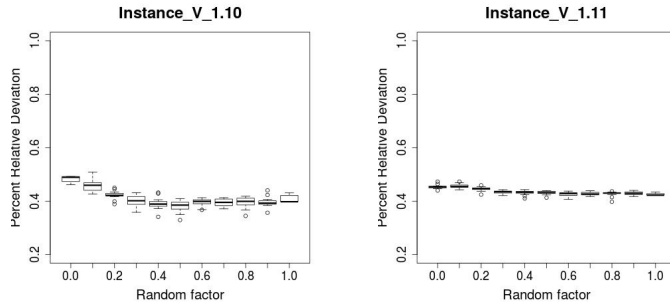 Instance_V_1.10
Percent Relative Deviation
0.2 0.4 0.6 0.8 1.0
0.0 0.2 0.4 0.6 0.8 1.0
Random factor
Instance_V_1.11
Percent Relative Deviation
0.2 0.4 0.6 0.8 1.0
0.0 0.2 0.4 0.6 0.8 1.0
Random factor